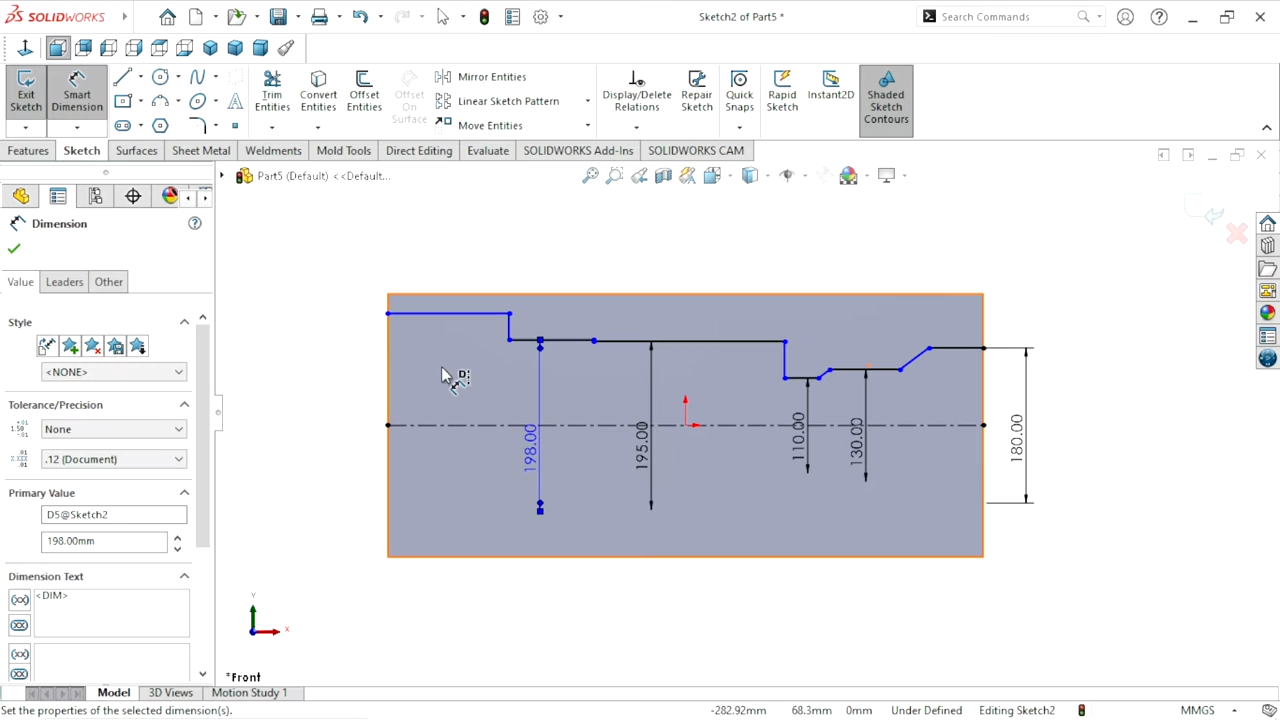 SOLIDWORKS
Sketch2 of Part5 *
Search Commands
Exit Sketch
Smart Dimension
Trim Entities
Convert Entities
Offset Entities
Offset On Surface
Mirror Entities
Linear Sketch Pattern
Move Entities
Display/Delete Relations
Repair Sketch
Quick Snaps
Rapid Sketch
Instant2D
Shaded Sketch Contours
Features
Sketch
Surfaces
Sheet Metal
Weldments
Mold Tools
Direct Editing
Evaluate
SOLIDWORKS Add-Ins
SOLIDWORKS CAM
Part5 (Default) <<Default...
Dimension
Value
Leaders
Other
Style
<NONE>
Tolerance/Precision
None
.12 (Document)
Primary Value
D5@Sketch2
198.00mm
Dimension Text
<DIM>
198.00
195.00
110.00
130.00
180.00
Y
X
*Front
Model
3D Views
Motion Study 1
Set the properties of the selected dimension(s).
-282.92mm
68.3mm
0mm
Under Defined
Editing Sketch2
MMGS